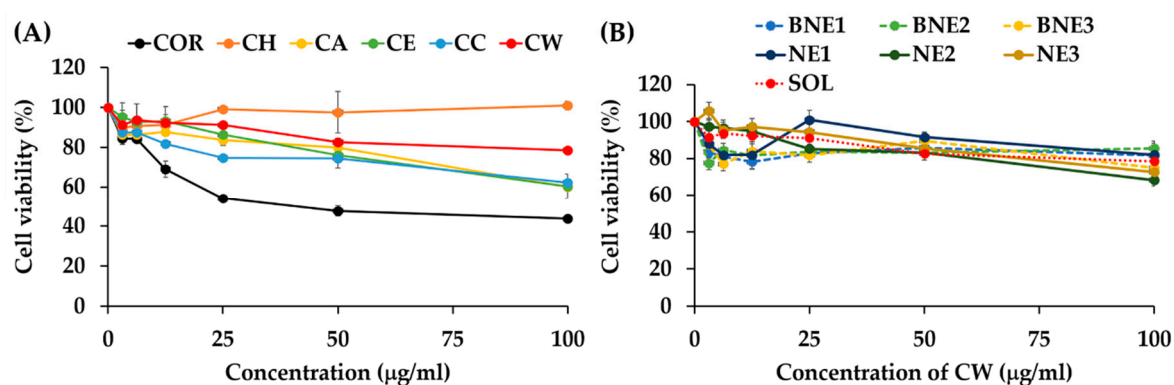 (A)
COR CH CA CE CC CW
Cell viability (%)
120
100
80
60
40
20
0
0 25 50 100
Concentration (µg/ml)
(B)
BNE1 BNE2 BNE3
NE1 NE2 NE3
SOL
Cell viability (%)
120
100
80
60
40
20
0
0 25 50 100
Concentration of CW (µg/ml)